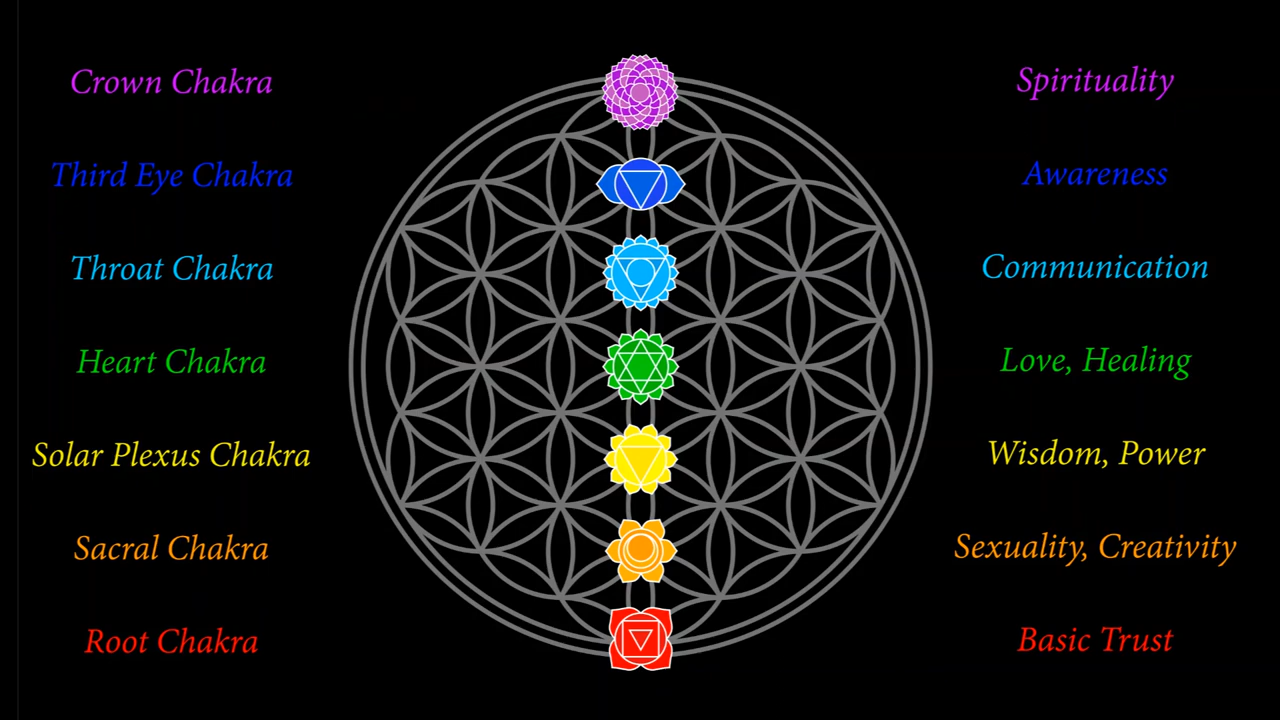 Crown Chakra
Spirituality
Third Eye Chakra
Awareness
Throat Chakra
Communication
Heart Chakra
Love, Healing
Solar Plexus Chakra
Wisdom, Power
Sacral Chakra
Sexuality, Creativity
Root Chakra
Basic Trust